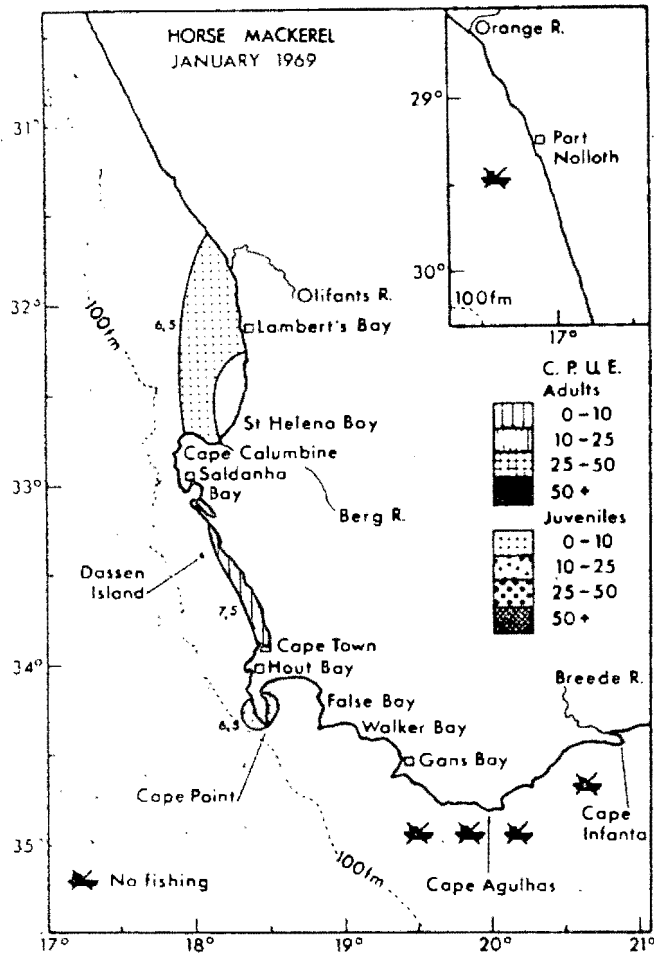 HORSE MACKEREL
JANUARY 1969
Orange R.
29°
Port
Nolloth
30°
100fm
17°
31°
32°
33°
34°
35°
100fm
6,5
Olifants R.
Lambert's Bay
St Helena Bay
Cape Calumbine
Saldanha
Bay
Berg R.
Dassen
Island
7,5
Cape Town
Hout Bay
False Bay
6,5
Walker Bay
Gans Bay
Breede R.
Cape Point
Cape
Infanta
100fm
Cape Agulhas
No fishing
C. P. U. E.
Adults
0-10
10-25
25-50
50+
Juveniles
0-10
10-25
25-50
50+
17°
18°
19°
20°
21°